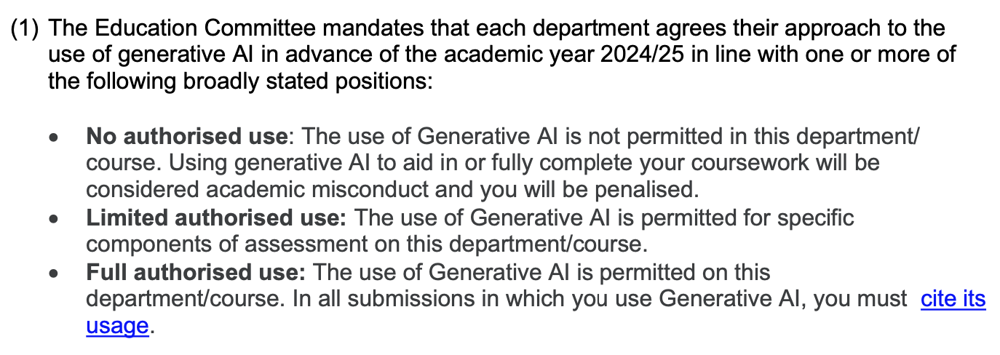 (1) The Education Committee mandates that each department agrees their approach to the
use of generative AI in advance of the academic year 2024/25 in line with one or more of
the following broadly stated positions:
• No authorised use: The use of Generative AI is not permitted in this department/
course. Using generative AI to aid in or fully complete your coursework will be
considered academic misconduct and you will be penalised.
• Limited authorised use: The use of Generative AI is permitted for specific
components of assessment on this department/course.
• Full authorised use: The use of Generative AI is permitted on this
department/course. In all submissions in which you use Generative AI, you must cite its
usage.